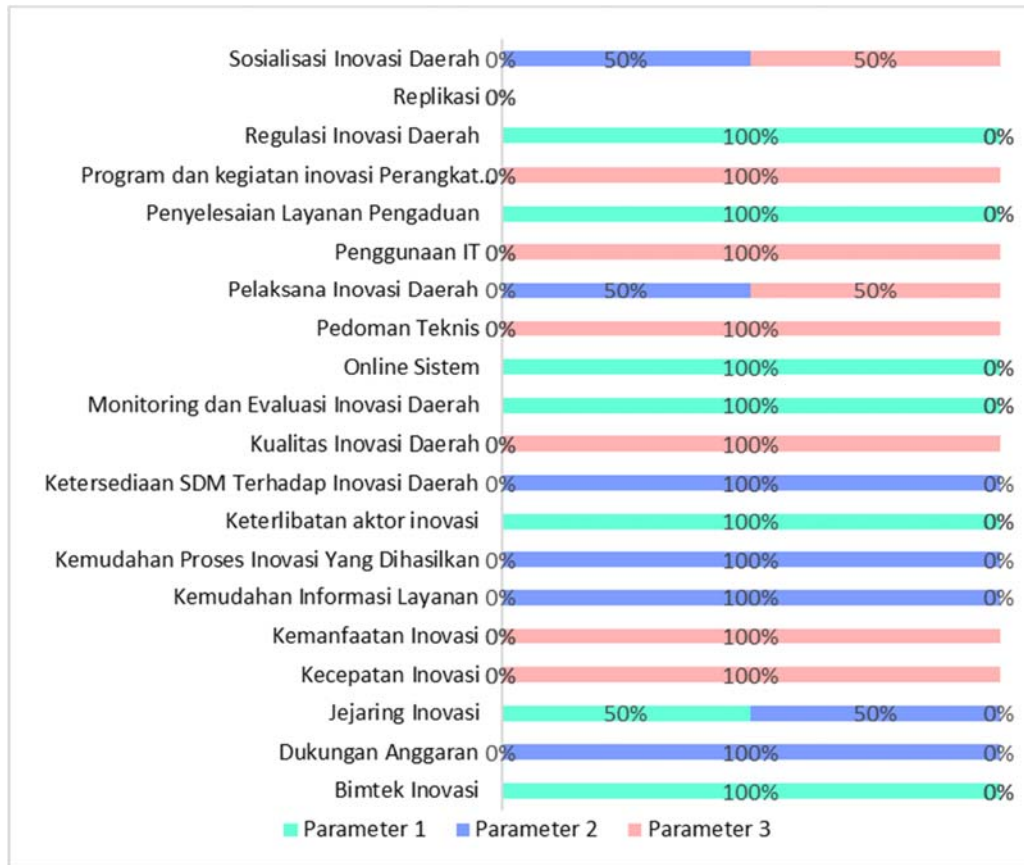 Sosialisasi Inovasi Daerah 0% 50% 50%
Replikasi 0%
Regulasi Inovasi Daerah 100% 0%
Program dan kegiatan inovasi Perangkat... 0% 100%
Penyelesaian Layanan Pengaduan 100% 0%
Penggunaan IT 0% 100%
Pelaksana Inovasi Daerah 0% 50% 50%
Pedoman Teknis 0% 100%
Online Sistem 100% 0%
Monitoring dan Evaluasi Inovasi Daerah 100% 0%
Kualitas Inovasi Daerah 0% 100%
Ketersediaan SDM Terhadap Inovasi Daerah 0% 100% 0%
Keterlibatan aktor inovasi 100% 0%
Kemudahan Proses Inovasi Yang Dihasilkan 0% 100% 0%
Kemudahan Informasi Layanan 0% 100% 0%
Kemanfaatan Inovasi 0% 100%
Kecepatan Inovasi 0% 100%
Jejaring Inovasi 50% 50% 0%
Dukungan Anggaran 0% 100% 0%
Bimtek Inovasi 100% 0%
Parameter 1 Parameter 2 Parameter 3